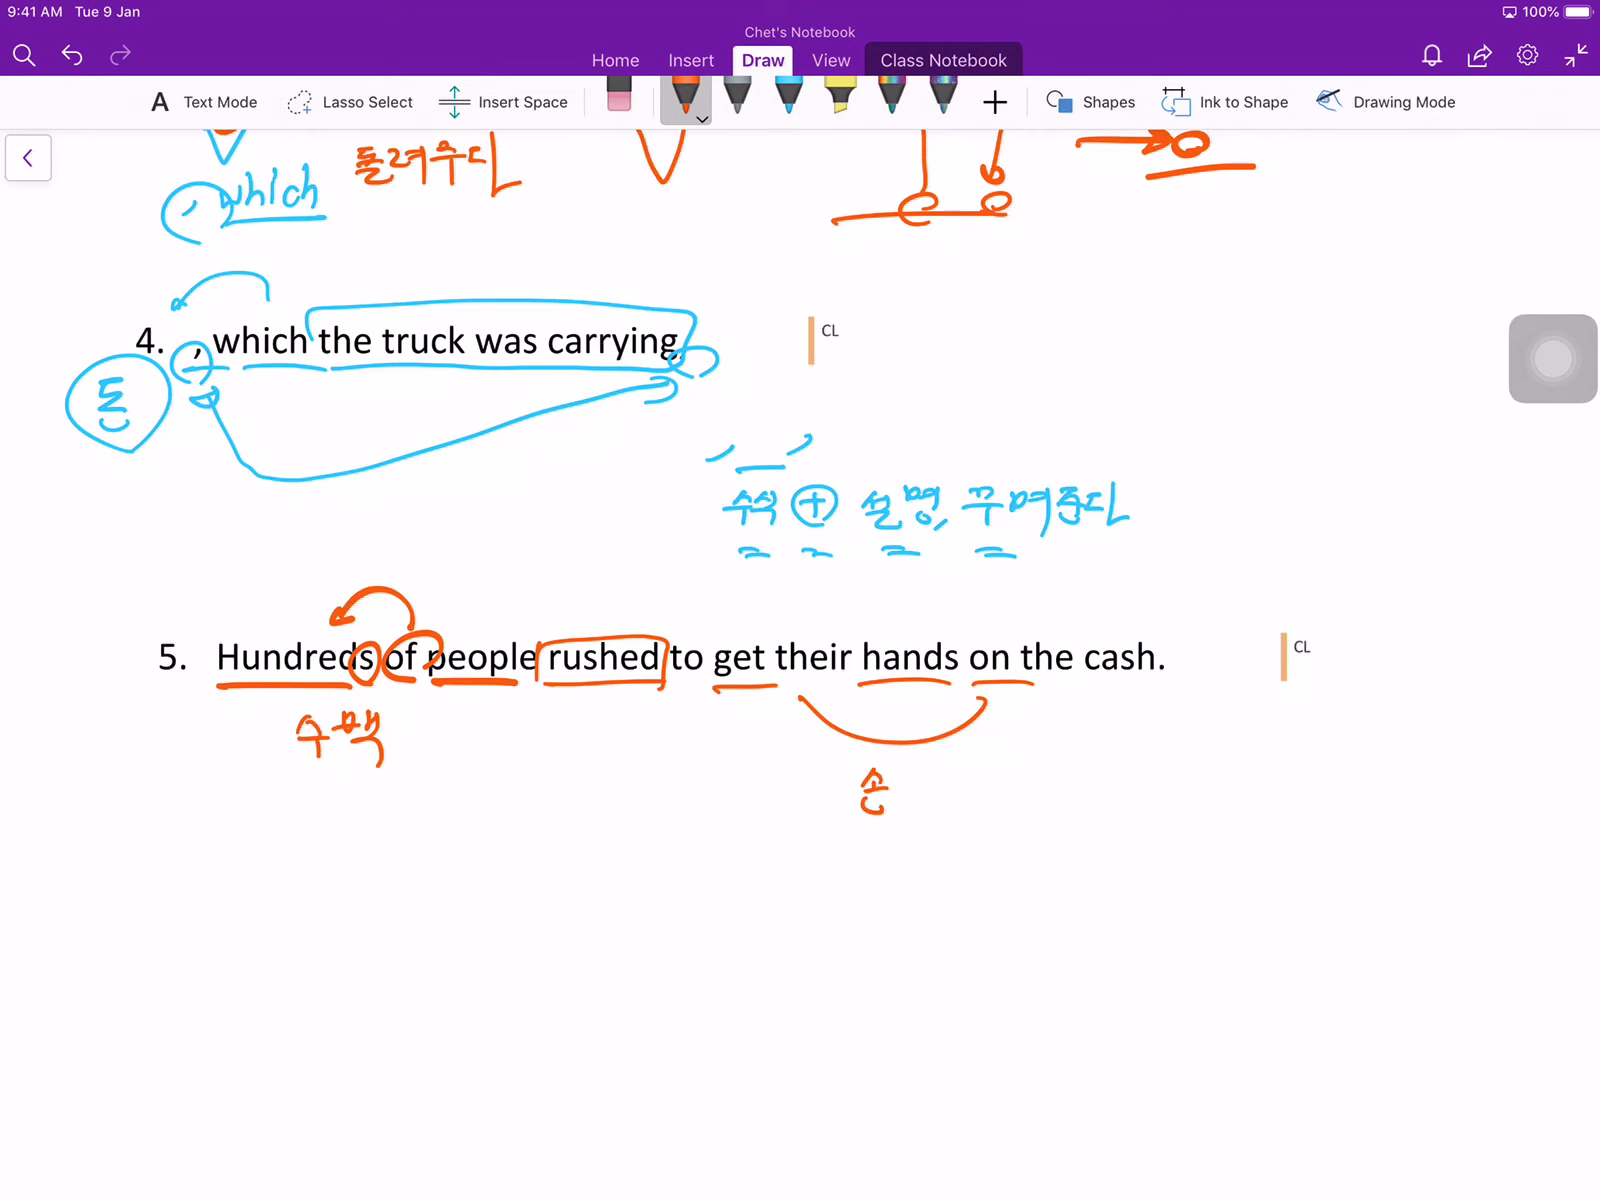 9:41 AM Tue 9 Jan
100%
Chet's Notebook
Home Insert Draw View Class Notebook
A Text Mode Lasso Select Insert Space Shapes Ink to Shape Drawing Mode
, which
돌려주다
4. , which the truck was carrying,
CL
돈
, ,
수식 + 설명, 꾸며준다
5. Hundreds of people rushed to get their hands on the cash.
CL
수백
손